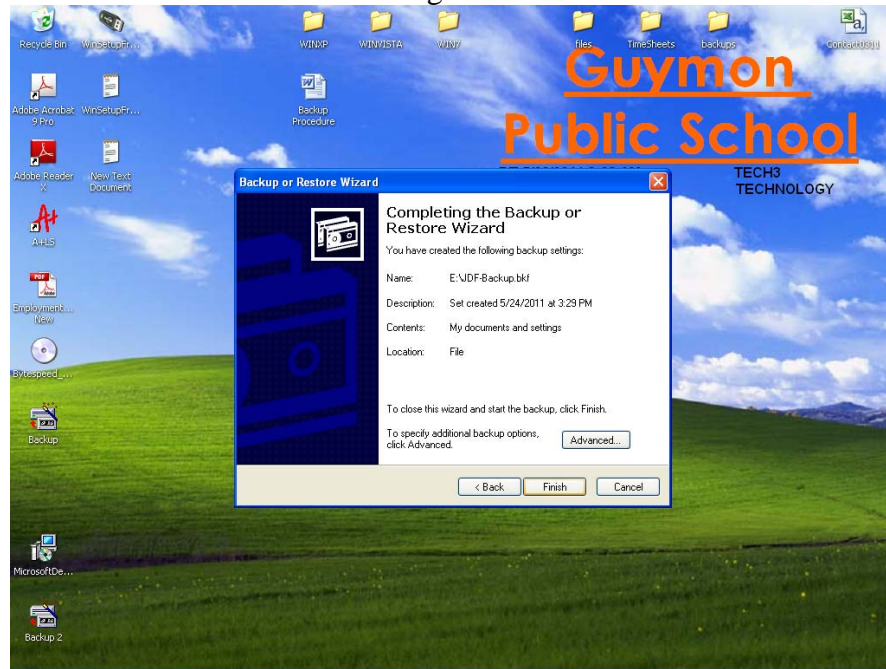 Recycle Bin
WinSetupFr...
WINXP
WINVISTA
WIN7
files
TimeSheets
backups
Guymon
Public School
Adobe Acrobat
9 Pro
WinSetupFr...
Backup
Procedure
Adobe Reader
X
New Text
Document
TECH3
TECHNOLOGY
A+LS
Employment...
New
Bytespeed_...
Backup
MicrosoftDe...
Backup 2
Backup or Restore Wizard
Completing the Backup or
Restore Wizard
You have created the following backup settings:
Name: E:\JDF-Backup.bkf
Description: Set created 5/24/2011 at 3:29 PM
Contents: My documents and settings
Location: File
To close this wizard and start the backup, click Finish.
To specify additional backup options,
click Advanced.
Advanced...
< Back
Finish
Cancel